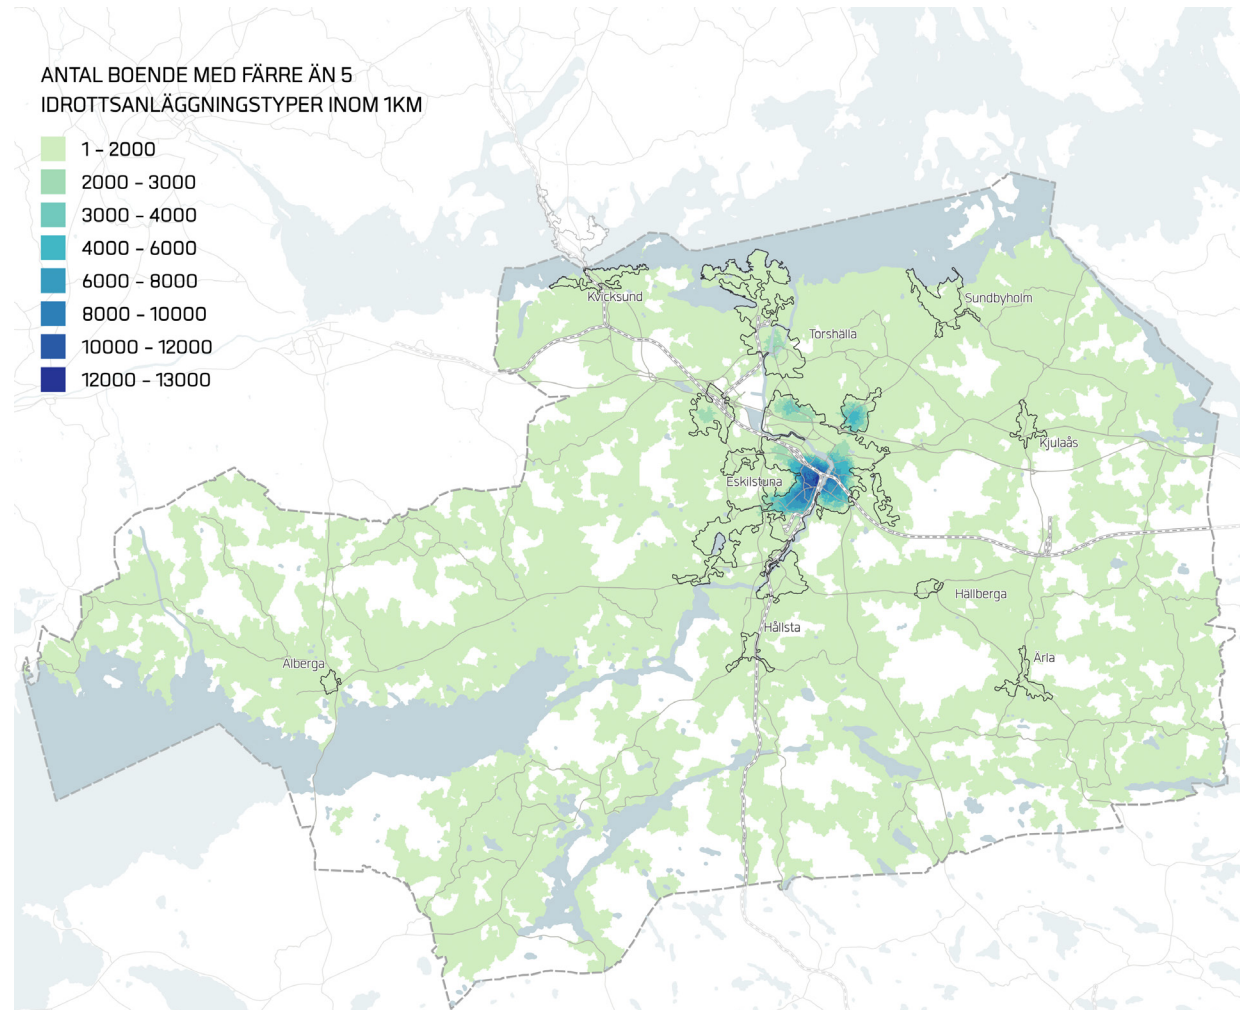 ANTAL BOENDE MED FÄRRE ÄN 5
IDROTTSANLÄGGNINGSTYPER INOM 1KM
1 – 2000
2000 – 3000
3000 – 4000
4000 – 6000
6000 – 8000
8000 – 10000
10000 – 12000
12000 – 13000
Kvicksund
Sundbyholm
Torshälla
Kjulaås
Eskilstuna
Hällberga
Hållsta
Ärla
Alberga